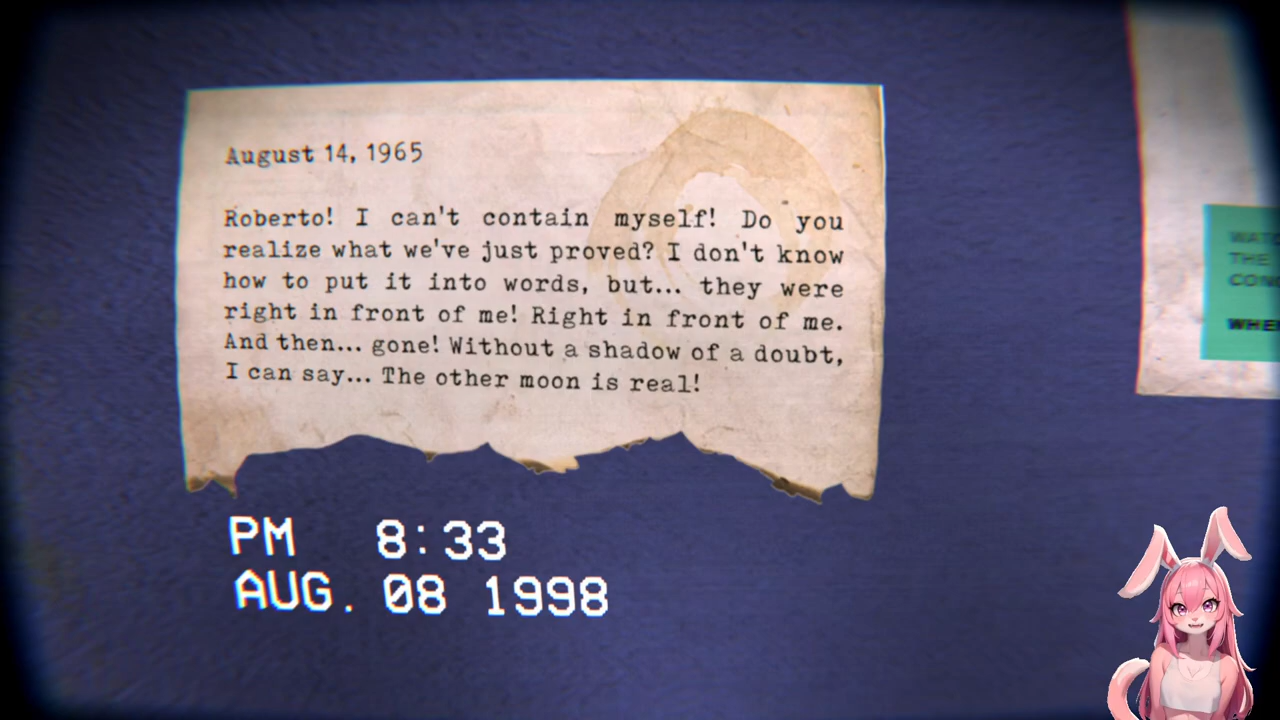 August 14, 1965
Roberto! I can't contain myself! Do you
realize what we've just proved? I don't know
how to put it into words, but... they were
right in front of me! Right in front of me.
And then... gone! Without a shadow of a doubt,
I can say... The other moon is real!
THE
PM 8:33
AUG. 08 1998